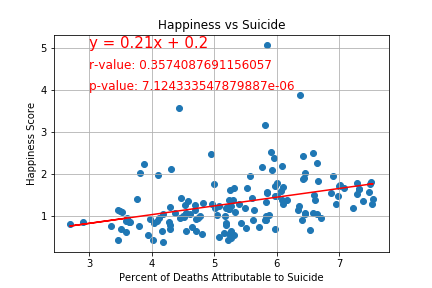 Happiness vs Suicide
y = 0.21x + 0.2
r-value: 0.3574087691156057
p-value: 7.124333547879887e-06
Happiness Score
5
4
3
2
1
3 4 5 6 7
Percent of Deaths Attributable to Suicide